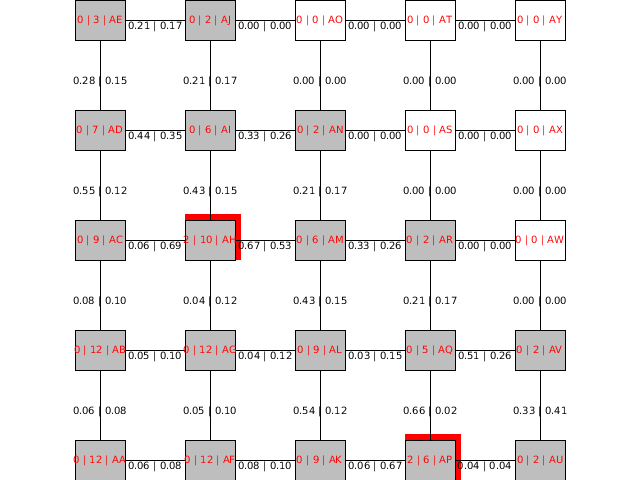 0 | 3 | AE 0.21 | 0.17 0 | 2 | AJ 0.00 | 0.00 0 | 0 | AO 0.00 | 0.00 0 | 0 | AT 0.00 | 0.00 0 | 0 | AY
0.28 | 0.15 0.21 | 0.17 0.00 | 0.00 0.00 | 0.00 0.00 | 0.00
0 | 7 | AD 0.44 | 0.35 0 | 6 | AI 0.33 | 0.26 0 | 2 | AN 0.00 | 0.00 0 | 0 | AS 0.00 | 0.00 0 | 0 | AX
0.55 | 0.12 0.43 | 0.15 0.21 | 0.17 0.00 | 0.00 0.00 | 0.00
0 | 9 | AC 0.06 | 0.69 2 | 10 | AH 0.67 | 0.53 0 | 6 | AM 0.33 | 0.26 0 | 2 | AR 0.00 | 0.00 0 | 0 | AW
0.08 | 0.10 0.04 | 0.12 0.43 | 0.15 0.21 | 0.17 0.00 | 0.00
0 | 12 | AB 0.05 | 0.10 0 | 12 | AG 0.04 | 0.12 0 | 9 | AL 0.03 | 0.15 0 | 5 | AQ 0.51 | 0.26 0 | 2 | AV
0.06 | 0.08 0.05 | 0.10 0.54 | 0.12 0.66 | 0.02 0.33 | 0.41
0 | 12 | AA 0.06 | 0.08 0 | 12 | AF 0.08 | 0.10 0 | 9 | AK 0.06 | 0.67 2 | 6 | AP 0.04 | 0.04 0 | 2 | AU